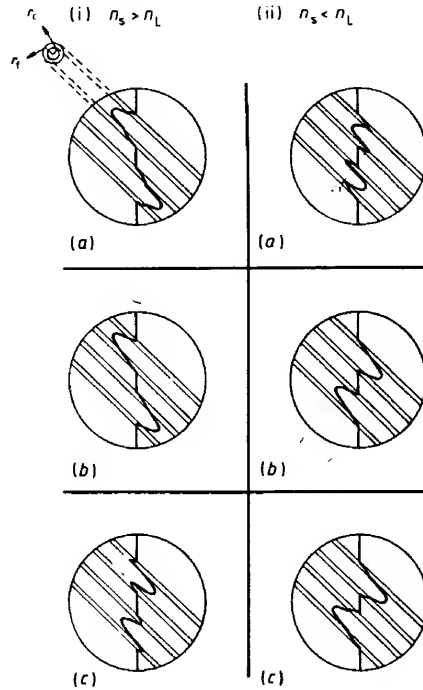 (i) n_s > n_L
(ii) n_s < n_L
r_c
r_f
(a)
(a)
(b)
(b)
(c)
(c)